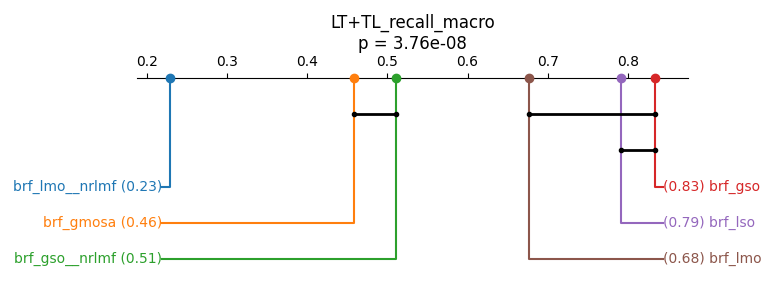 LT+TL_recall_macro
p = 3.76e-08
0.2 0.3 0.4 0.5 0.6 0.7 0.8
brf_lmo__nrlmf (0.23) (0.83) brf_gso
brf_gmosa (0.46) (0.79) brf_lso
brf_gso__nrlmf (0.51) (0.68) brf_lmo